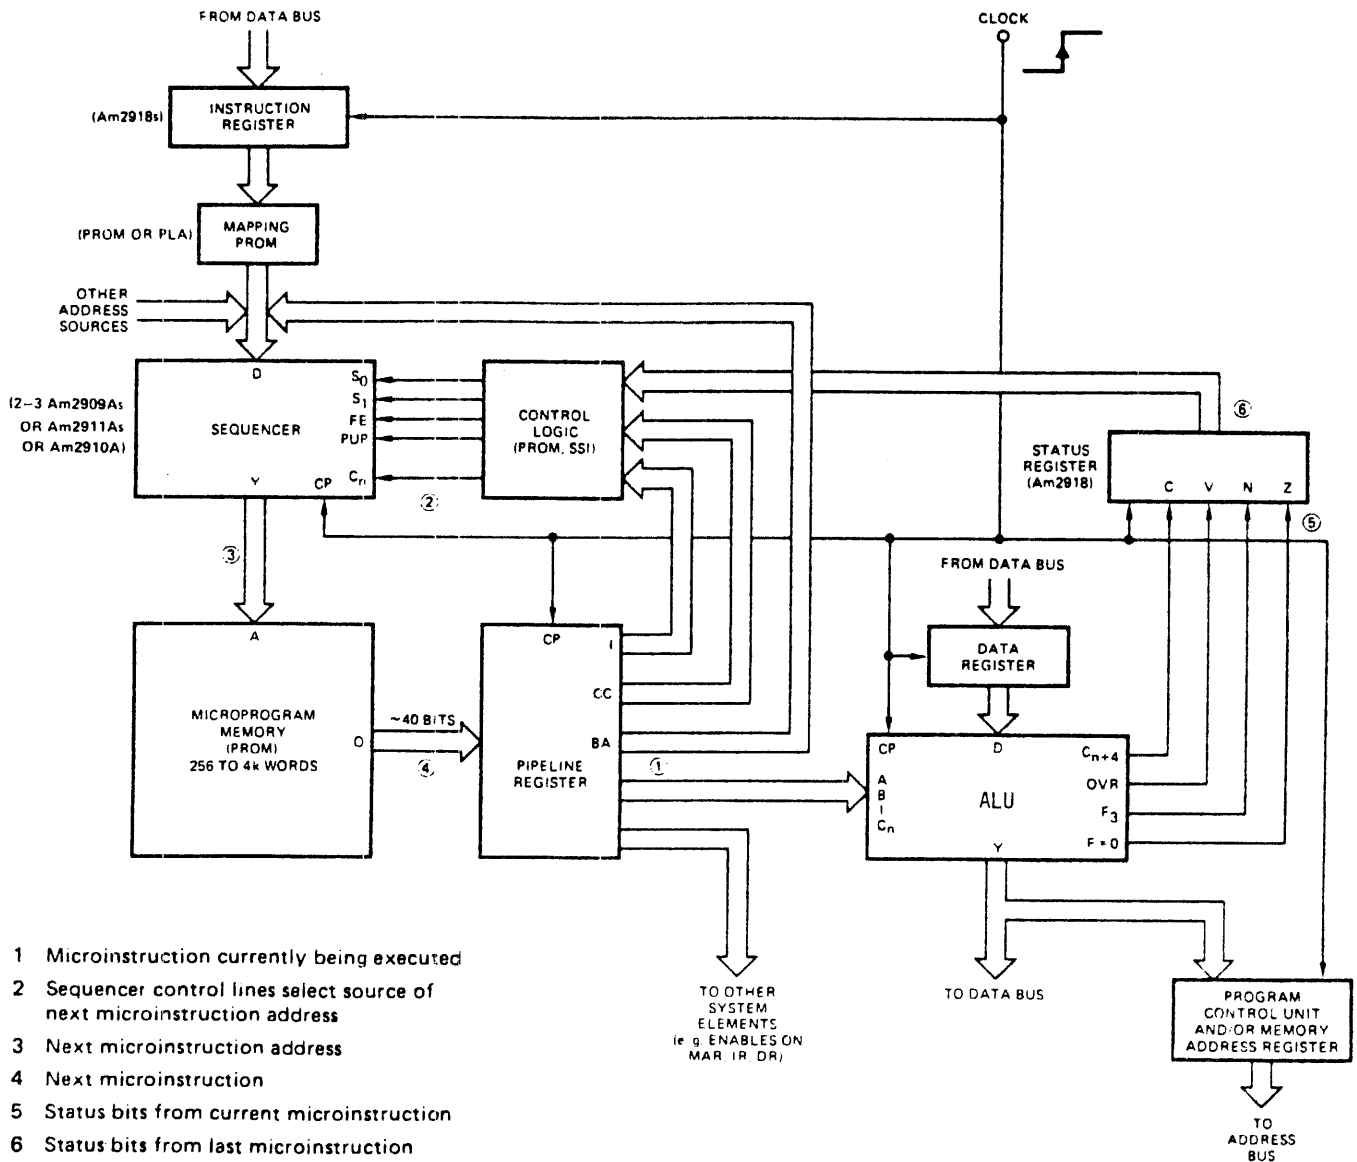 FROM DATA BUS
CLOCK
(Am2918s)
INSTRUCTION
REGISTER
(PROM OR PLA)
MAPPING
PROM
OTHER
ADDRESS
SOURCES
D
S0
S1
FE
PUP
Cn
(2-3 Am2909As
OR Am2911As
OR Am2910A)
SEQUENCER
Y
CP
CONTROL
LOGIC
(PROM, SSI)
2
3
6
STATUS
REGISTER
(Am2918)
C V N Z
5
FROM DATA BUS
DATA
REGISTER
A
MICROPROGRAM
MEMORY
(PROM)
256 TO 4k WORDS
O
~40 BITS
4
CP
I
CC
BA
PIPELINE
REGISTER
1
CP
D
A
B
I
Cn
ALU
Cn+4
OVR
F3
F = 0
Y
TO OTHER
SYSTEM
ELEMENTS
(e.g. ENABLES ON
MAR, IR, DR)
TO DATA BUS
PROGRAM
CONTROL UNIT
AND/OR MEMORY
ADDRESS REGISTER
TO
ADDRESS
BUS
1 Microinstruction currently being executed
2 Sequencer control lines select source of
next microinstruction address
3 Next microinstruction address
4 Next microinstruction
5 Status bits from current microinstruction
6 Status bits from last microinstruction